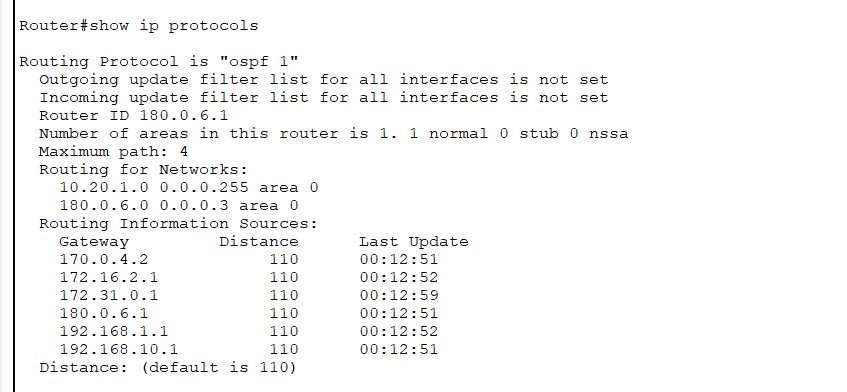 Router#show ip protocols
Routing Protocol is "ospf 1"
Outgoing update filter list for all interfaces is not set
Incoming update filter list for all interfaces is not set
Router ID 180.0.6.1
Number of areas in this router is 1. 1 normal 0 stub 0 nssa
Maximum path: 4
Routing for Networks:
10.20.1.0 0.0.0.255 area 0
180.0.6.0 0.0.0.3 area 0
Routing Information Sources:
Gateway Distance Last Update
170.0.4.2 110 00:12:51
172.16.2.1 110 00:12:52
172.31.0.1 110 00:12:59
180.0.6.1 110 00:12:51
192.168.1.1 110 00:12:52
192.168.10.1 110 00:12:51
Distance: (default is 110)